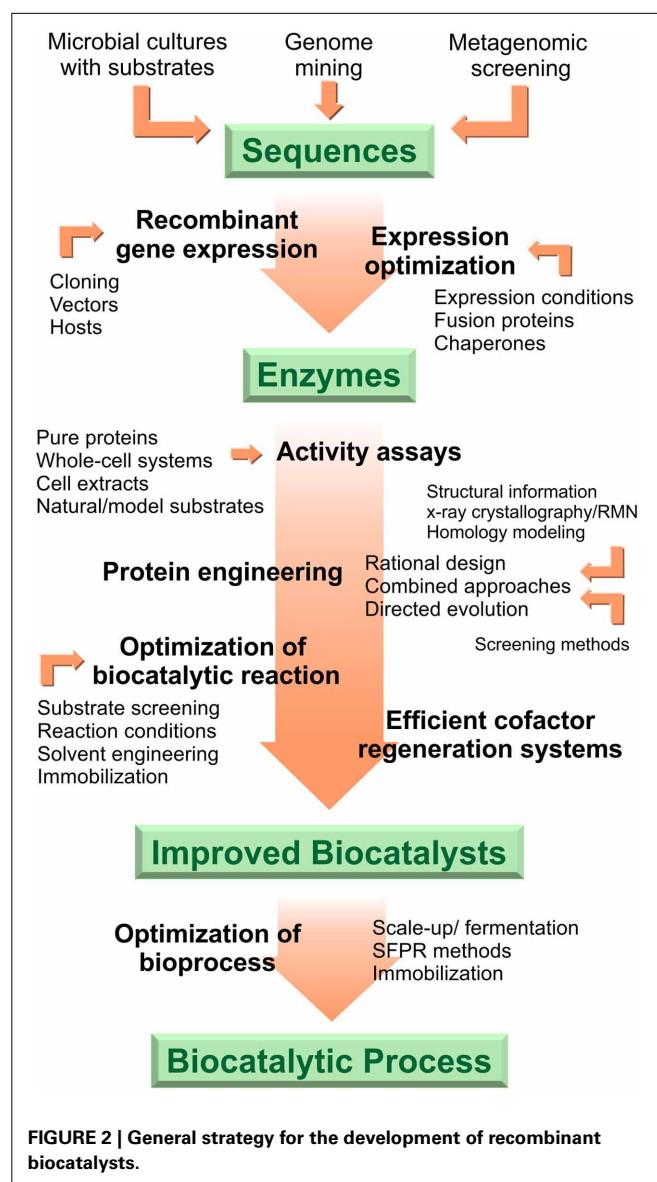 Microbial cultures
with substrates
Genome
mining
Metagenomic
screening
Sequences
Recombinant
gene expression
Cloning
Vectors
Hosts
Expression
optimization
Expression conditions
Fusion proteins
Chaperones
Enzymes
Pure proteins
Whole-cell systems
Cell extracts
Natural/model substrates
Activity assays
Structural information
x-ray crystallography/RMN
Homology modeling
Protein engineering
Rational design
Combined approaches
Directed evolution
Screening methods
Optimization of
biocatalytic reaction
Substrate screening
Reaction conditions
Solvent engineering
Immobilization
Efficient cofactor
regeneration systems
Improved Biocatalysts
Optimization of
bioprocess
Scale-up/ fermentation
SFPR methods
Immobilization
Biocatalytic Process
FIGURE 2 | General strategy for the development of recombinant
biocatalysts.